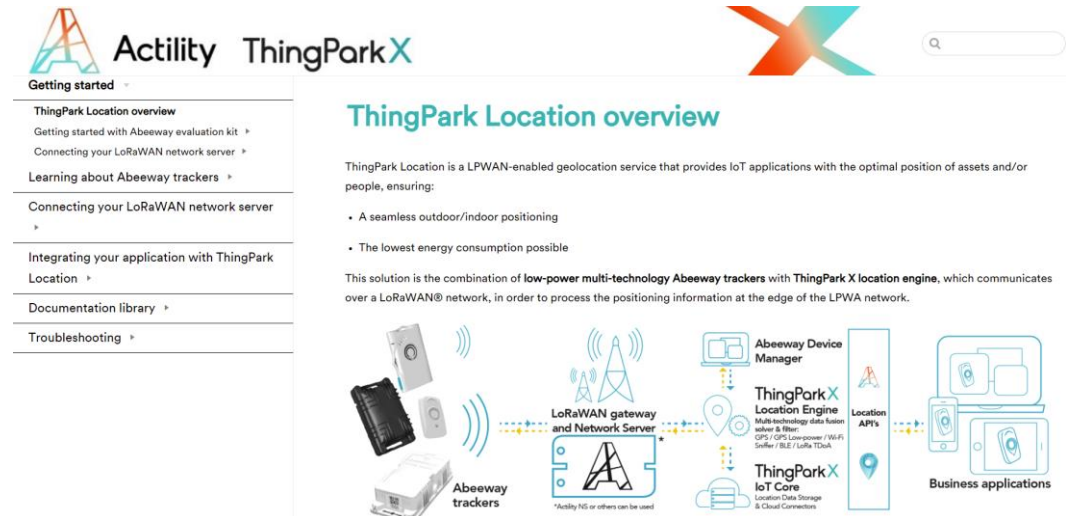 Actility ThingPark X
Getting started
ThingPark Location overview
Getting started with Abeeway evaluation kit
Connecting your LoRaWAN network server
Learning about Abeeway trackers
Connecting your LoRaWAN network server
Integrating your application with ThingPark
Location
Documentation library
Troubleshooting
ThingPark Location overview
ThingPark Location is a LPWAN-enabled geolocation service that provides IoT applications with the optimal position of assets and/or
people, ensuring:
• A seamless outdoor/indoor positioning
• The lowest energy consumption possible
This solution is the combination of low-power multi-technology Abeeway trackers with ThingPark X location engine, which communicates
over a LoRaWAN® network, in order to process the positioning information at the edge of the LPWA network.
Abeeway
trackers
LoRaWAN gateway
and Network Server
*
*Actility NS or others can be used
Abeeway Device
Manager
ThingPark X
Location Engine
Multi-technology data fusion
solver & filter:
GPS / GPS Low-power / Wi-Fi
Sniffer / BLE / LoRa TDoA
ThingPark X
IoT Core
Location Data Storage
& Cloud Connectors
Location
API's
Business applications